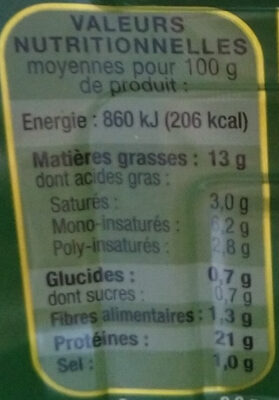 VALEURS
NUTRITIONNELLES
moyennes pour 100 g
de produit :
Energie : 860 kJ (206 kcal)
Matières grasses : 13 g
dont acides gras :
Saturés : 3,0 g
Mono-insaturés : 6,2 g
Poly-insaturés : 2,8 g
Glucides : 0,7 g
dont sucres : 0,7 g
Fibres alimentaires : 1,3 g
Protéines : 21 g
Sel : 1,0 g